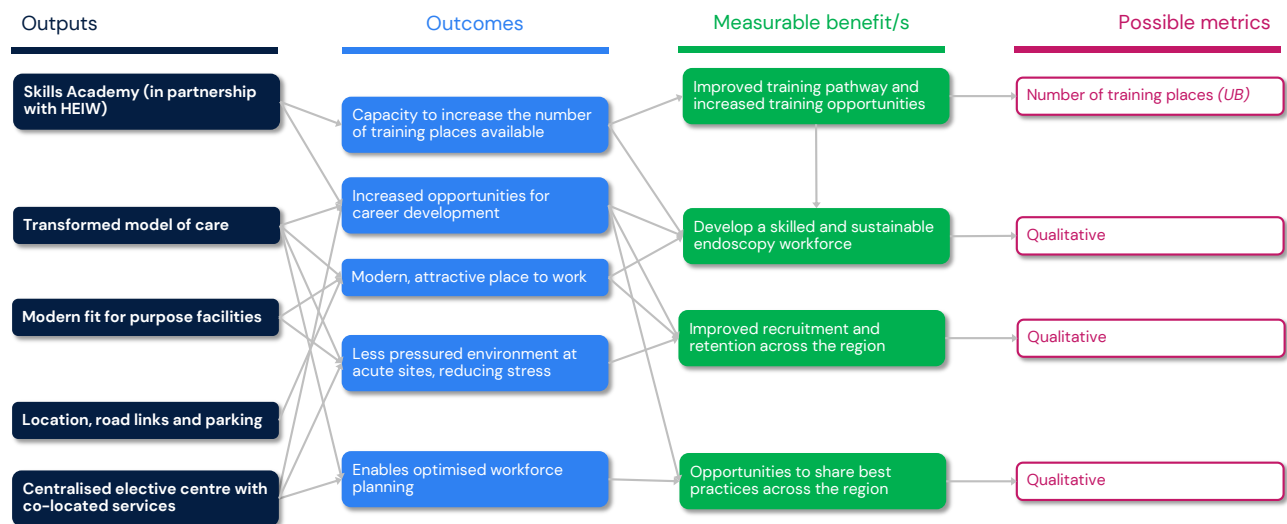 Outputs
Outcomes
Measurable benefit/s
Possible metrics
Skills Academy (in partnership
with HEIW)
Transformed model of care
Modern fit for purpose facilities
Location, road links and parking
Centralised elective centre with
co-located services
Capacity to increase the number
of training places available
Increased opportunities for
career development
Modern, attractive place to work
Less pressured environment at
acute sites, reducing stress
Enables optimised workforce
planning
Improved training pathway and
increased training opportunities
Develop a skilled and sustainable
endoscopy workforce
Improved recruitment and
retention across the region
Opportunities to share best
practices across the region
Number of training places (UB)
Qualitative
Qualitative
Qualitative